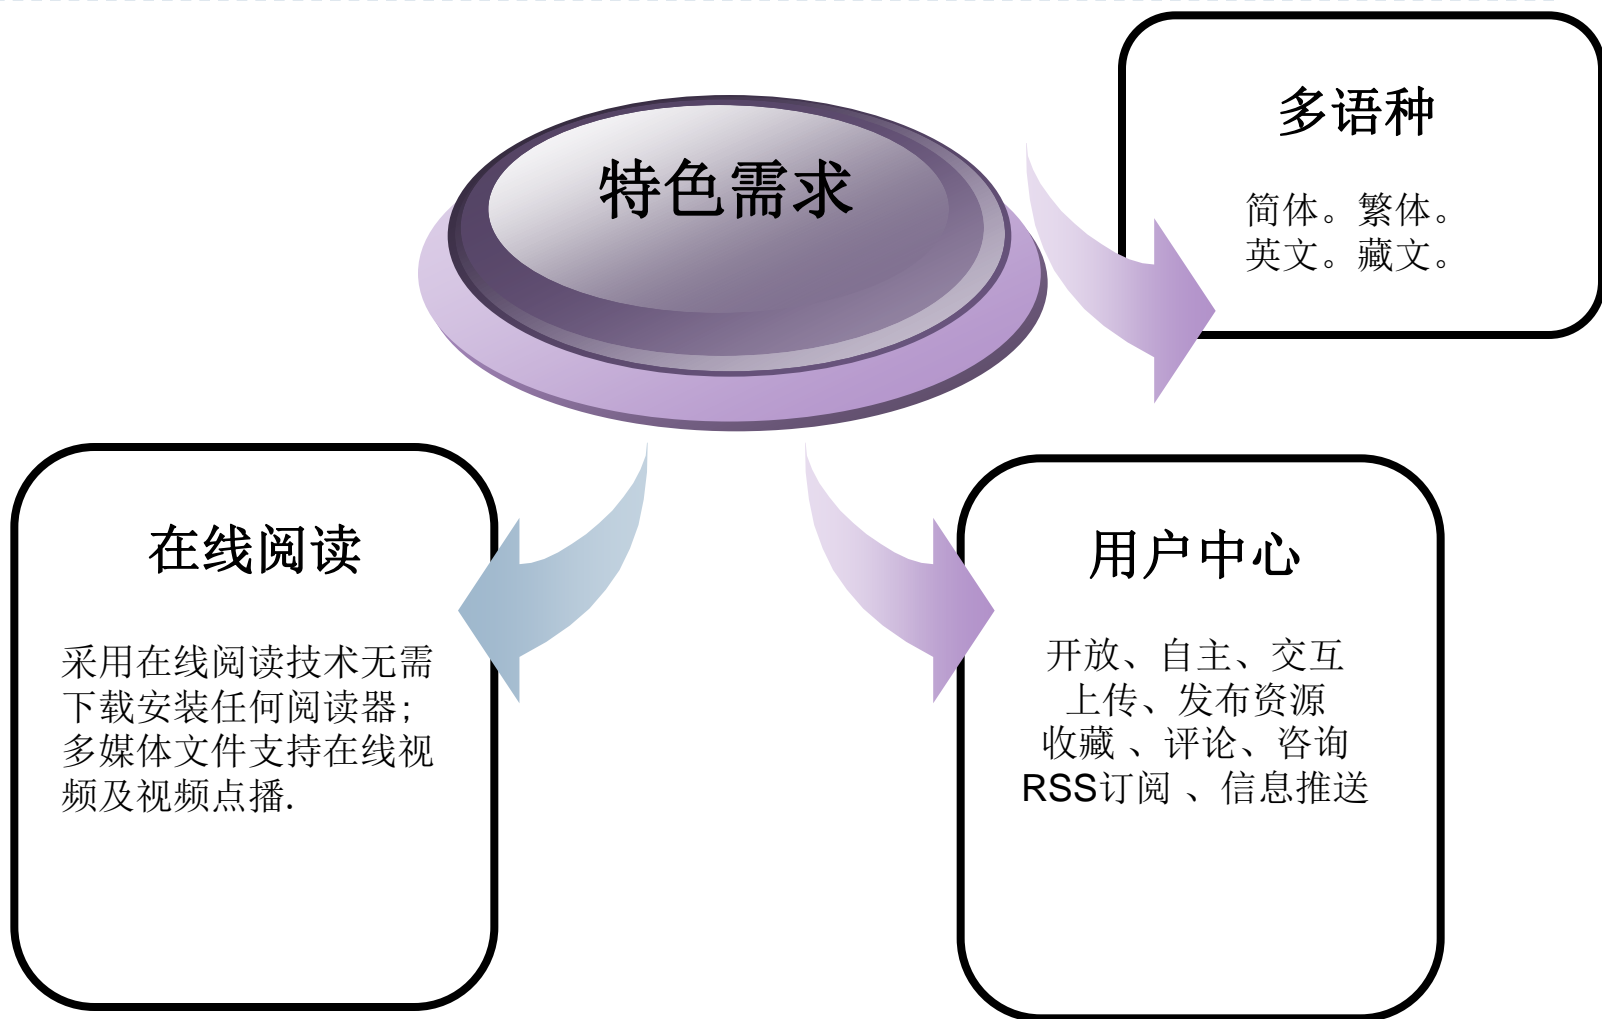 特色需求
多语种
简体。繁体。
英文。藏文。
在线阅读
采用在线阅读技术无需
下载安装任何阅读器；
多媒体文件支持在线视
频及视频点播.
用户中心
开放、自主、交互
上传、发布资源
收藏 、评论、咨询
RSS订阅 、信息推送